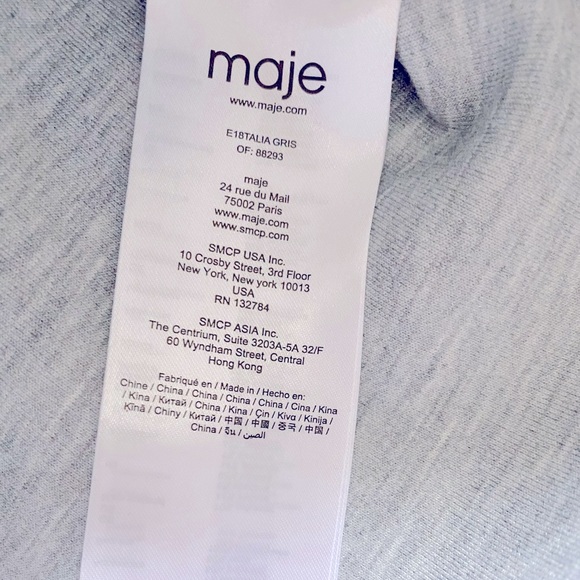 maje
www.maje.com
E18TALIA GRIS
OF: 88293
maje
24 rue du Mail
75002 Paris
www.maje.com
www.smcp.com
SMCP USA Inc.
10 Crosby Street, 3rd Floor
New York, New york 10013
USA
RN 132784
SMCP ASIA Inc.
The Centrium, Suite 3203A-5A 32/F
60 Wyndham Street, Central
Hong Kong
Fabriqué en / Made in / Hecho en:
Chine / China / China / China / China / Cina / Kina
/ Kina / Китай / China / Kina / Çin / Κίνα / Kinija /
Ķīnā / Chiny / Китай / 中国 / 中國 / 중국 / 中国 /
China / จีน / الصين